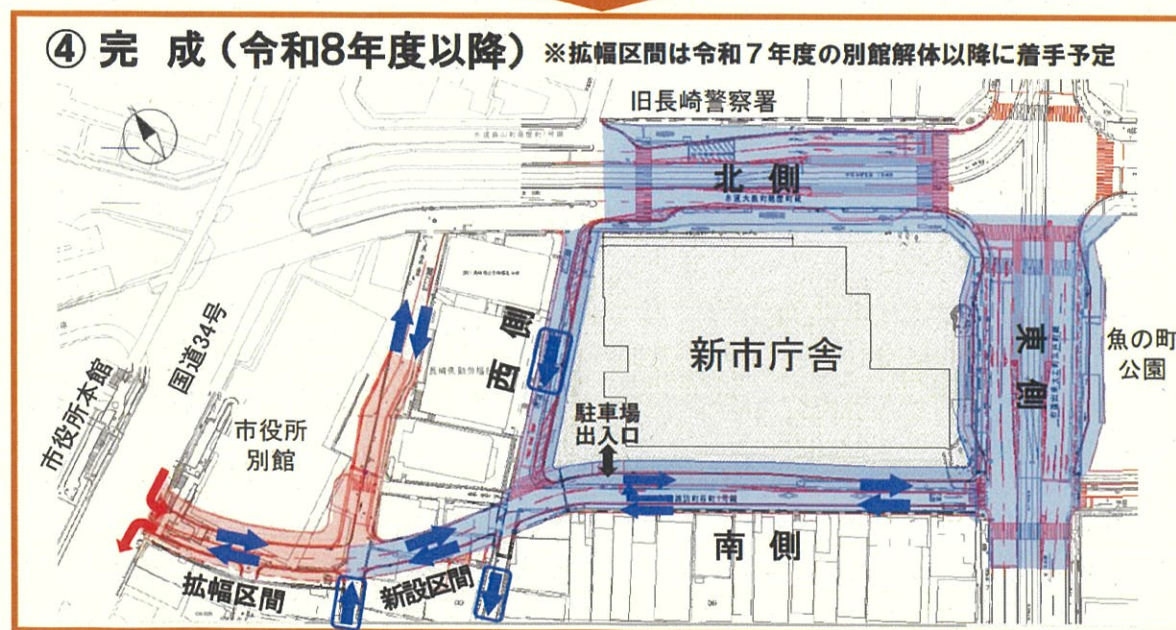 ④ 完 成（令和8年度以降）※拡幅区間は令和７年度の別館解体以降に着手予定
旧長崎警察署
北 側
国道34号
市役所本館
市役所
別館
西 側
新市庁舎
駐車場
出入口
東 側
魚の町
公園
南 側
拡幅区間
新設区間